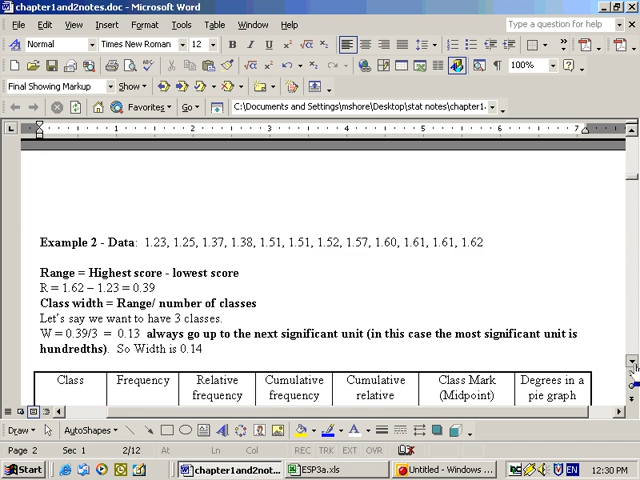 chapter1and2notes.doc - Microsoft Word
File Edit View Insert Format Tools Table Window Help Type a question for help
Normal Times New Roman 12 B I
100%
Final Showing Markup Show
Favorites Go C:\Documents and Settings\mshore\Desktop\stat notes\chapter1.
1 2 3 4 5 6 7
Example 2 - Data: 1.23, 1.25, 1.37, 1.38, 1.51, 1.51, 1.52, 1.57, 1.60, 1.61, 1.61, 1.62
Range = Highest score - lowest score
R = 1.62 – 1.23 = 0.39
Class width = Range/ number of classes
Let's say we want to have 3 classes.
W = 0.39/3 = 0.13 always go up to the next significant unit (in this case the most significant unit is
hundredths). So Width is 0.14
Class Frequency Relative Cumulative Cumulative Class Mark Degrees in a
frequency frequency relative (Midpoint) pie graph
Draw AutoShapes
Page 2 Sec 1 2/12 At Ln Col REC TRK EXT OVR
Start chapter1and2not... ESP3a.xls Untitled - Windows ... EN 12:30 PM